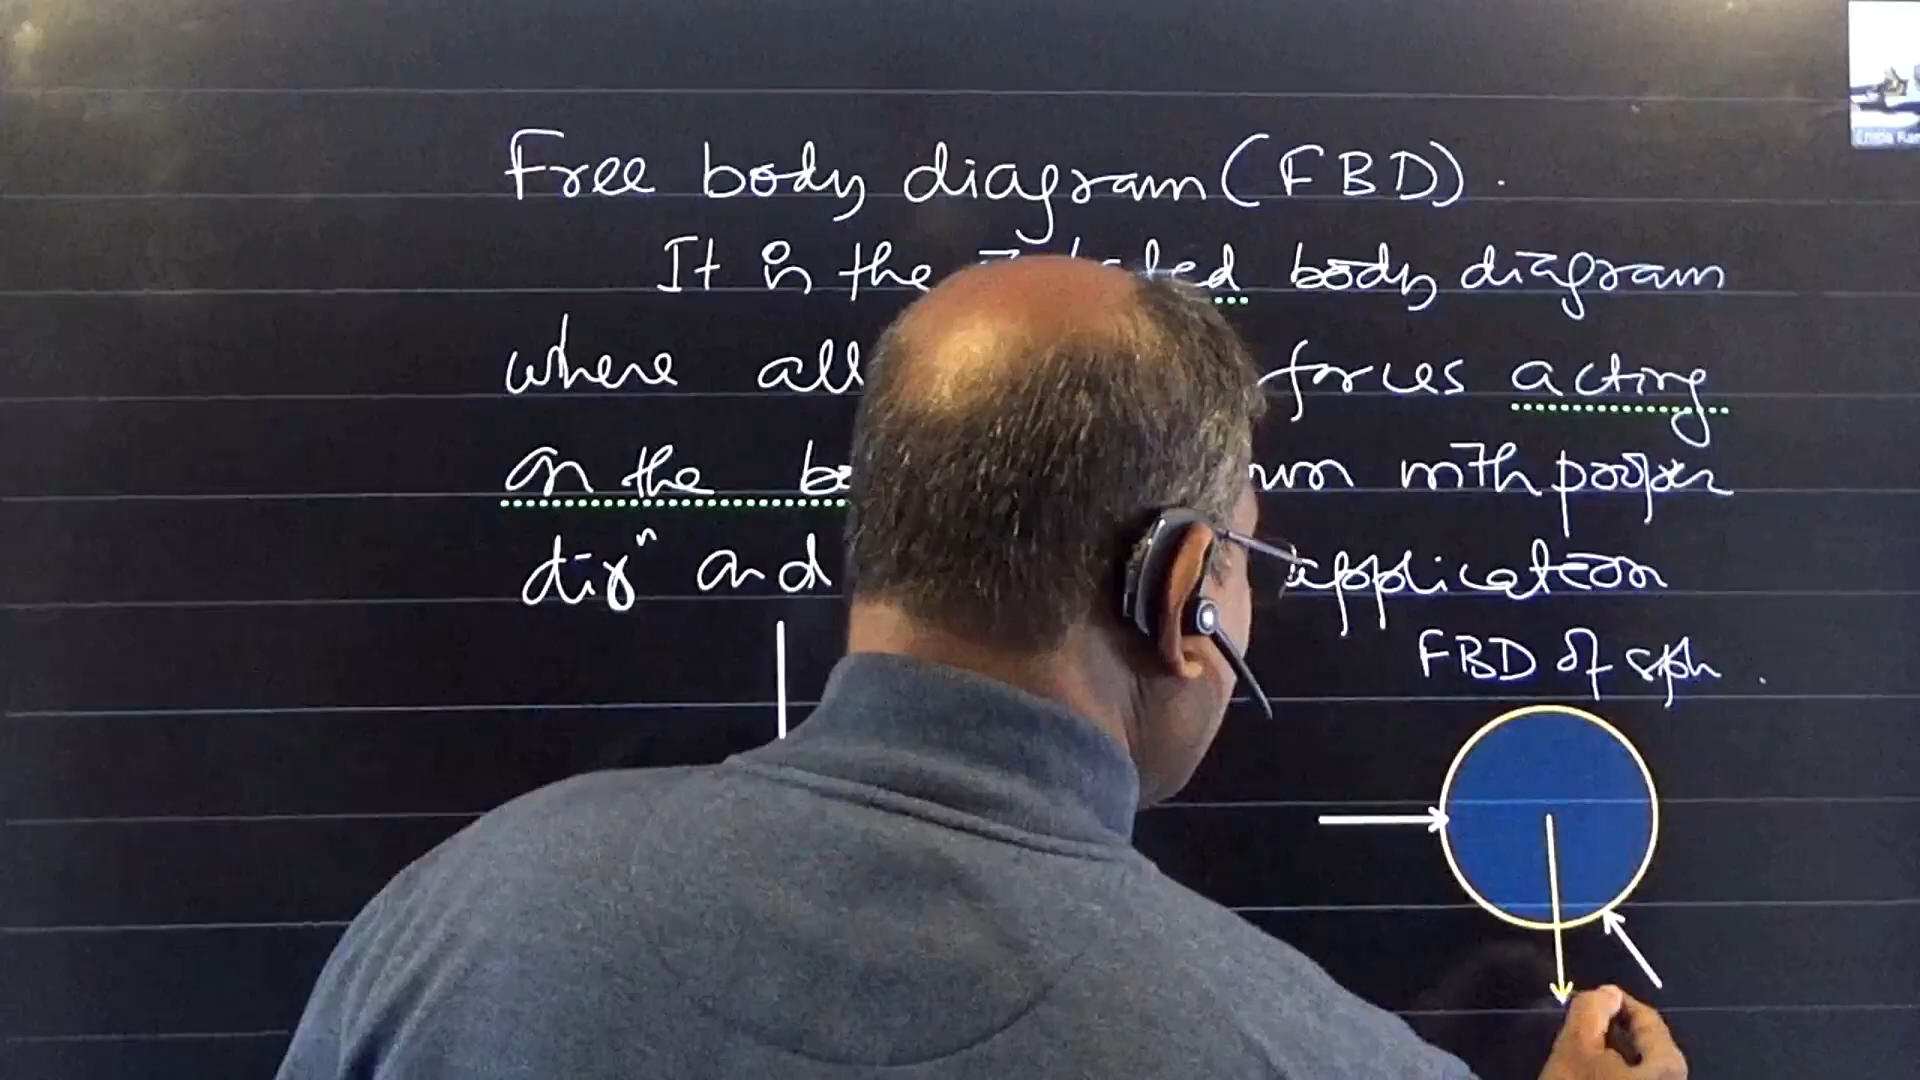 Free body diagram (FBD).
It is the body diagram
where all forces acting
on the with proper
dirⁿ and application
FBD of sph.